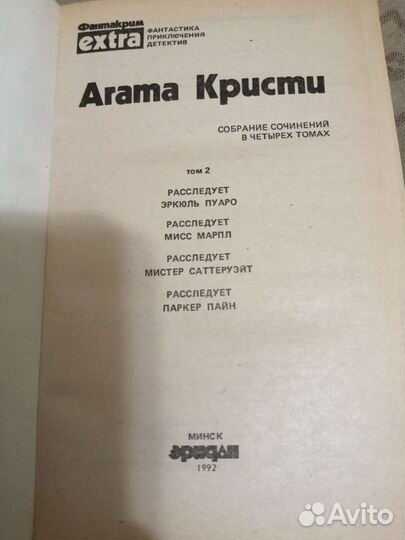 Фантакрим
extra
ФАНТАСТИКА
ПРИКЛЮЧЕНИЯ
ДЕТЕКТИВ
Агата Кристи
СОБРАНИЕ СОЧИНЕНИЙ
В ЧЕТЫРЕХ ТОМАХ
ТОМ 2
РАССЛЕДУЕТ
ЭРКЮЛЬ ПУАРО
РАССЛЕДУЕТ
МИСС МАРПЛ
РАССЛЕДУЕТ
МИСТЕР САТТЕРУЭЙТ
РАССЛЕДУЕТ
ПАРКЕР ПАЙН
МИНСК
эридан
1992
Avito